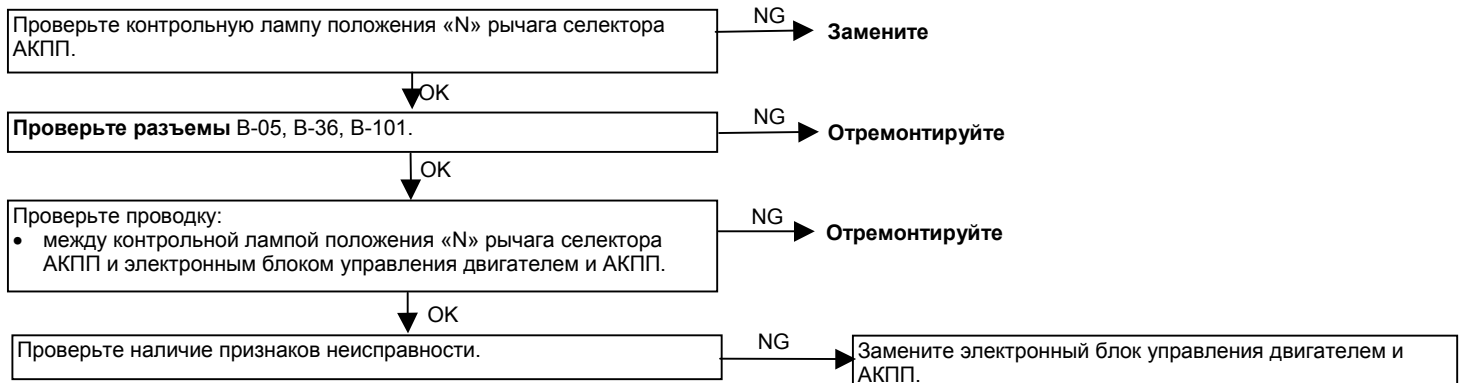 Проверьте контрольную лампу положения «N» рычага селектора
АКПП.
NG
Замените
OK
Проверьте разъемы B-05, B-36, B-101.
NG
Отремонтируйте
OK
Проверьте проводку:
• между контрольной лампой положения «N» рычага селектора
АКПП и электронным блоком управления двигателем и АКПП.
NG
Отремонтируйте
OK
Проверьте наличие признаков неисправности.
NG
Замените электронный блок управления двигателем и
АКПП.